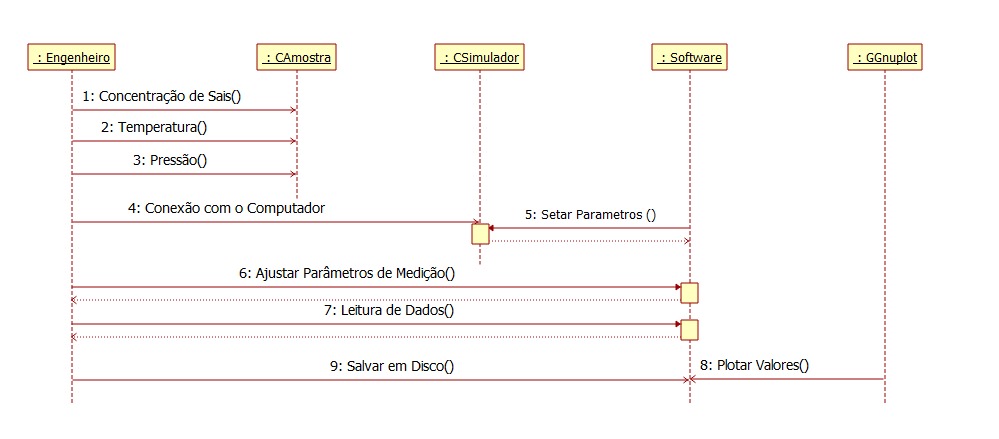 : Engenheiro
: CAmostra
: CSimulador
: Software
: GGnuplot
1: Concentração de Sais()
2: Temperatura()
3: Pressão()
4: Conexão com o Computador
5: Setar Parametros ()
6: Ajustar Parâmetros de Medição()
7: Leitura de Dados()
8: Plotar Valores()
9: Salvar em Disco()